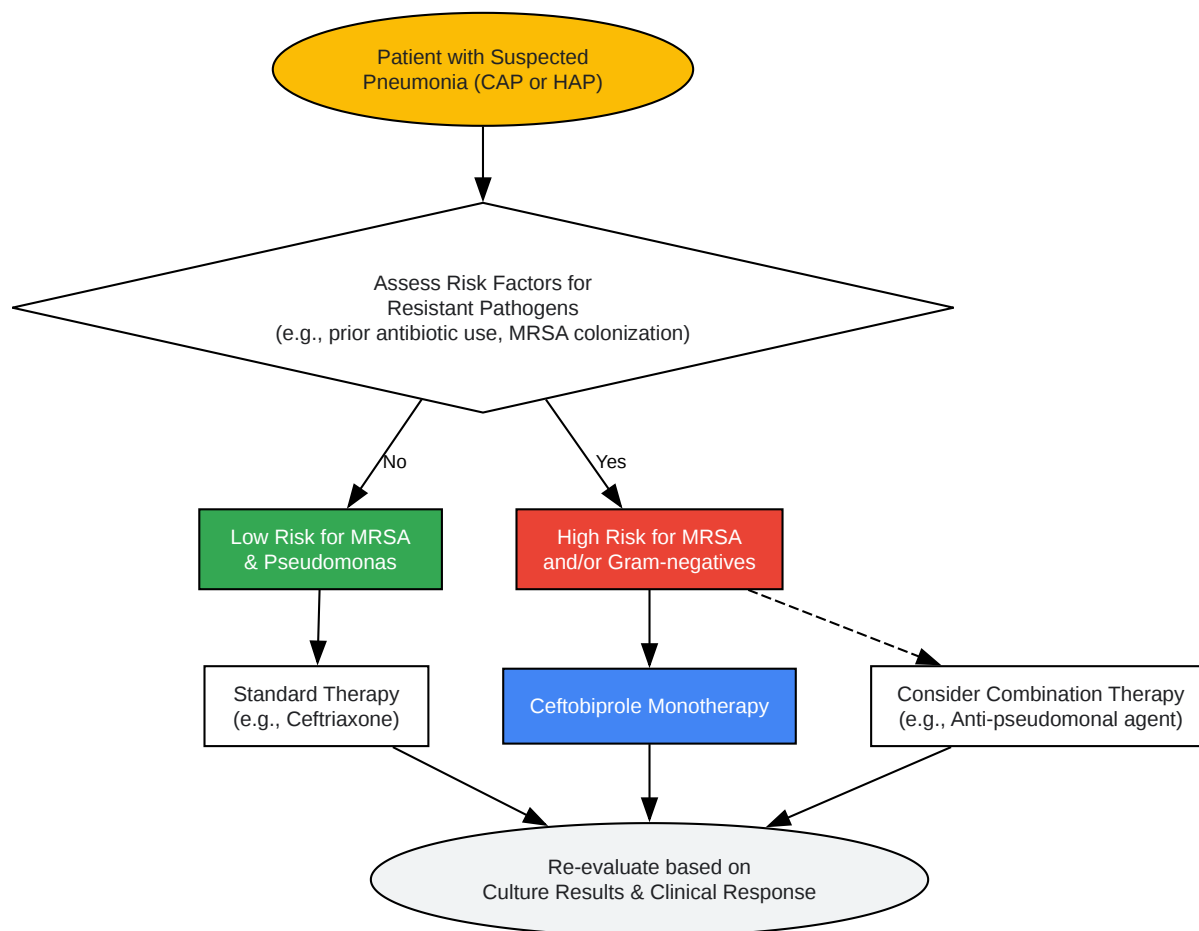 Patient with Suspected
Pneumonia (CAP or HAP)
Assess Risk Factors for
Resistant Pathogens
(e.g., prior antibiotic use, MRSA colonization)
No
Yes
Low Risk for MRSA
& Pseudomonas
High Risk for MRSA
and/or Gram-negatives
Standard Therapy
(e.g., Ceftriaxone)
Ceftobiprole Monotherapy
Consider Combination Therapy
(e.g., Anti-pseudomonal agent)
Re-evaluate based on
Culture Results & Clinical Response